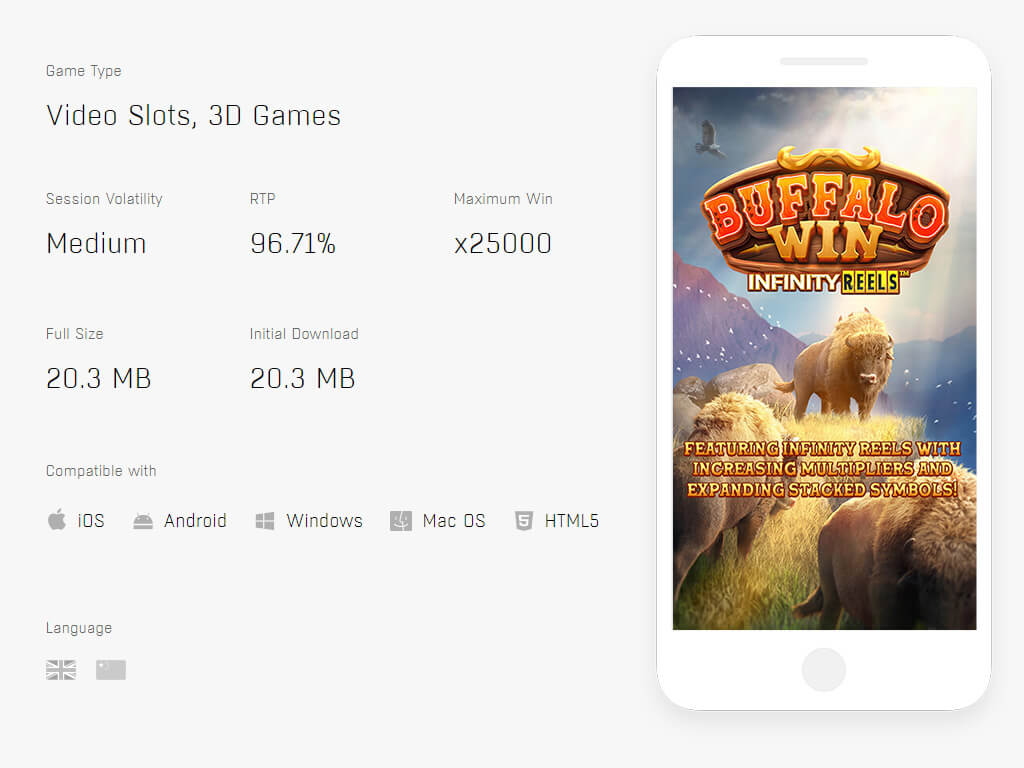 Game Type
Video Slots, 3D Games
Session Volatility
RTP
Maximum Win
Medium
96.71%
x25000
Full Size
Initial Download
20.3 MB
20.3 MB
Compatible with
iOS
Android
Windows
Mac OS
HTML5
Language
BUFFALO
WIN
INFINITY REELS™
FEATURING INFINITY REELS WITH
INCREASING MULTIPLIERS AND
EXPANDING STACKED SYMBOLS!